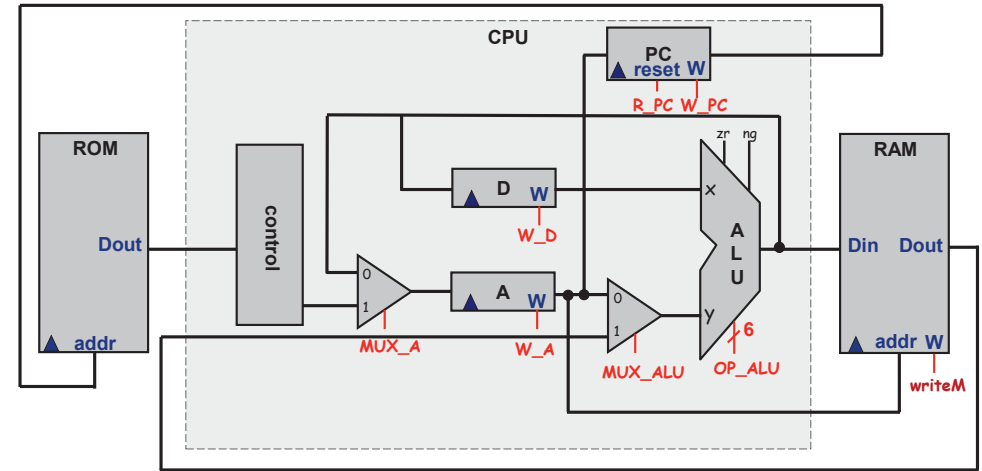 CPU
PC
reset W
R_PC W_PC
zr ng
ROM
RAM
control
D
W
W_D
x
A
L
U
Dout
Din Dout
0
1
MUX_A
A
W
W_A
0
1
MUX_ALU
y
6
OP_ALU
addr
addr W
writeM